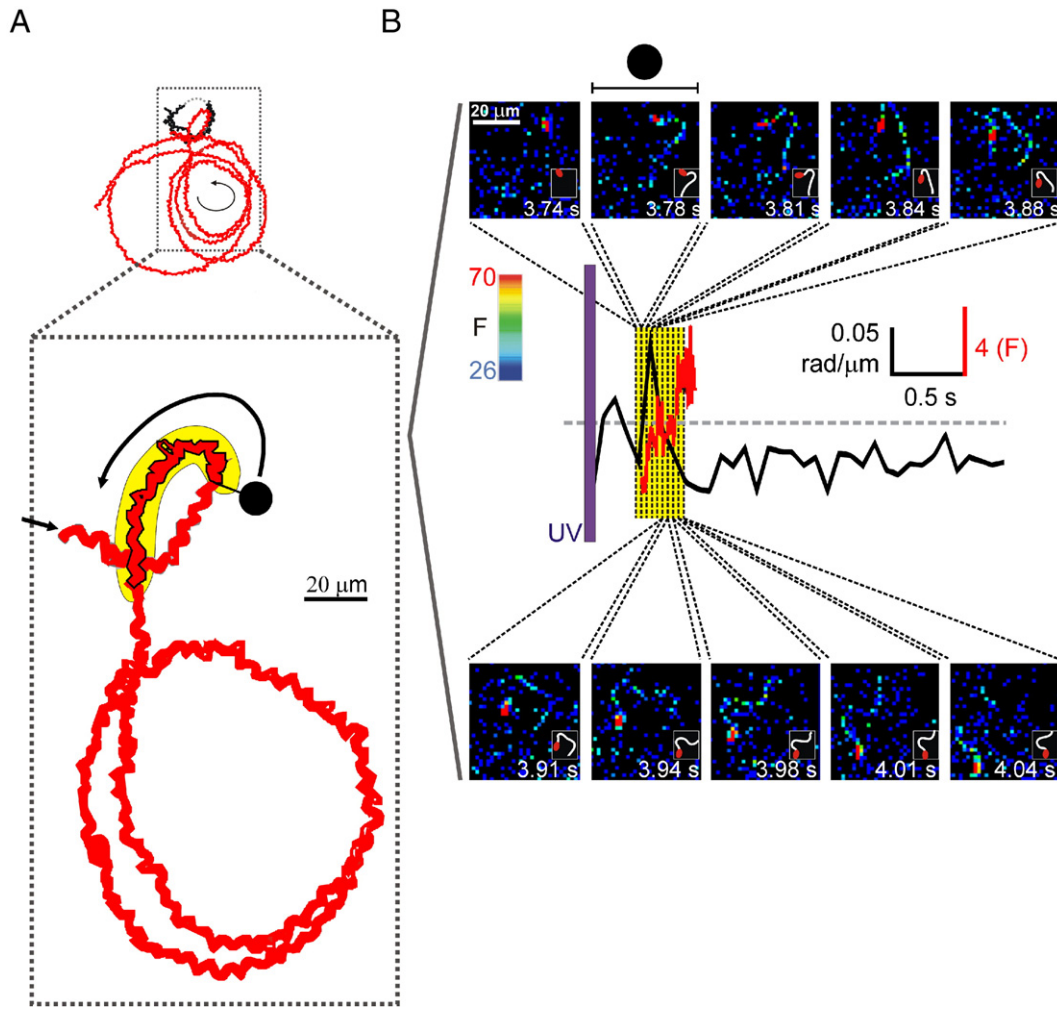 A
B
20 μm
3.74 s
3.78 s
3.81 s
3.84 s
3.88 s
70
F
26
0.05
rad/μm
4 (F)
0.5 s
UV
20 μm
3.91 s
3.94 s
3.98 s
4.01 s
4.04 s